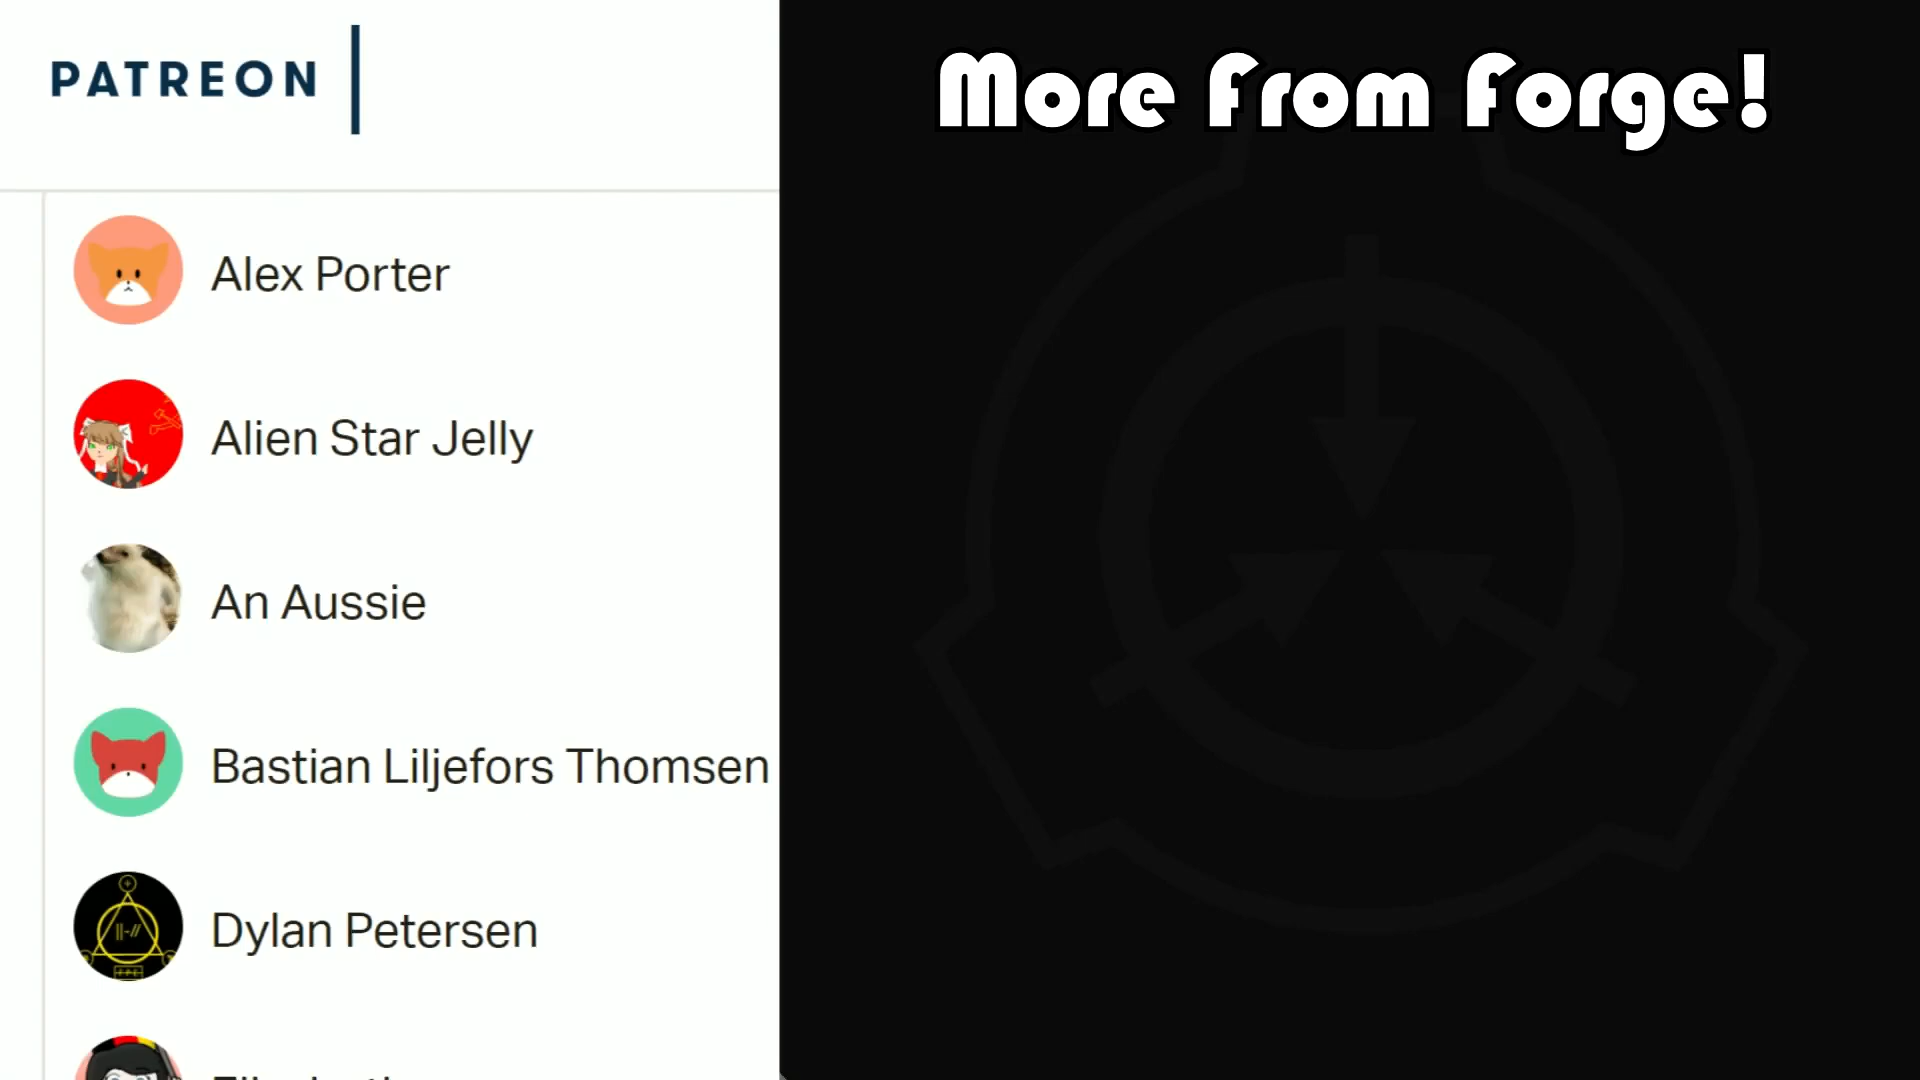 PATREON
More From Forge!
Alex Porter
Alien Star Jelly
An Aussie
Bastian Liljefors Thomsen
Dylan Petersen